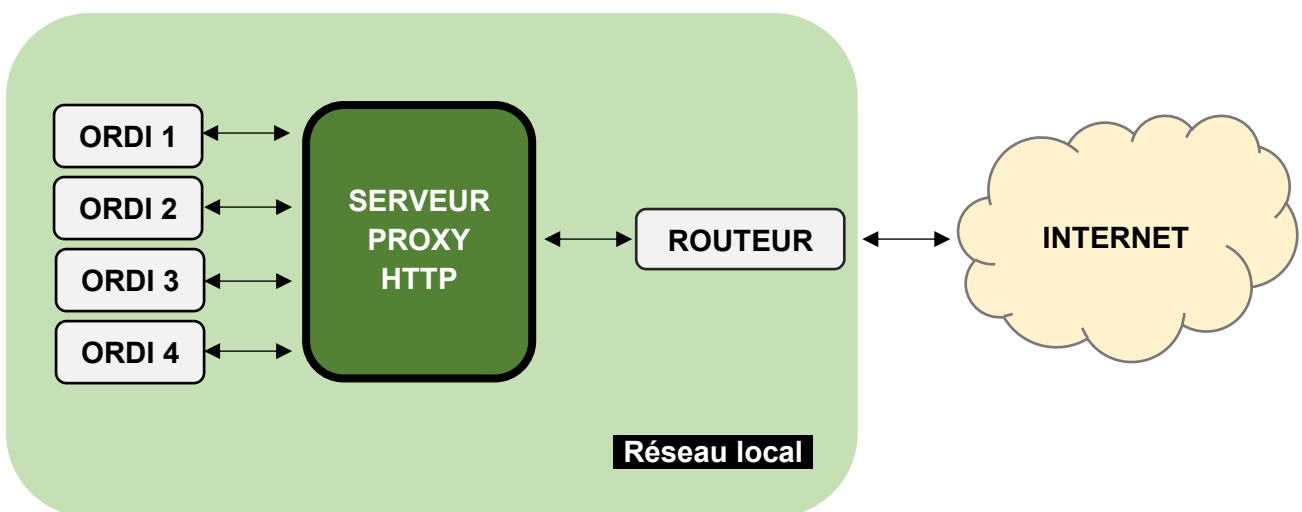 ORDI 1
ORDI 2
ORDI 3
ORDI 4
SERVEUR
PROXY
HTTP
ROUTEUR
INTERNET
Réseau local